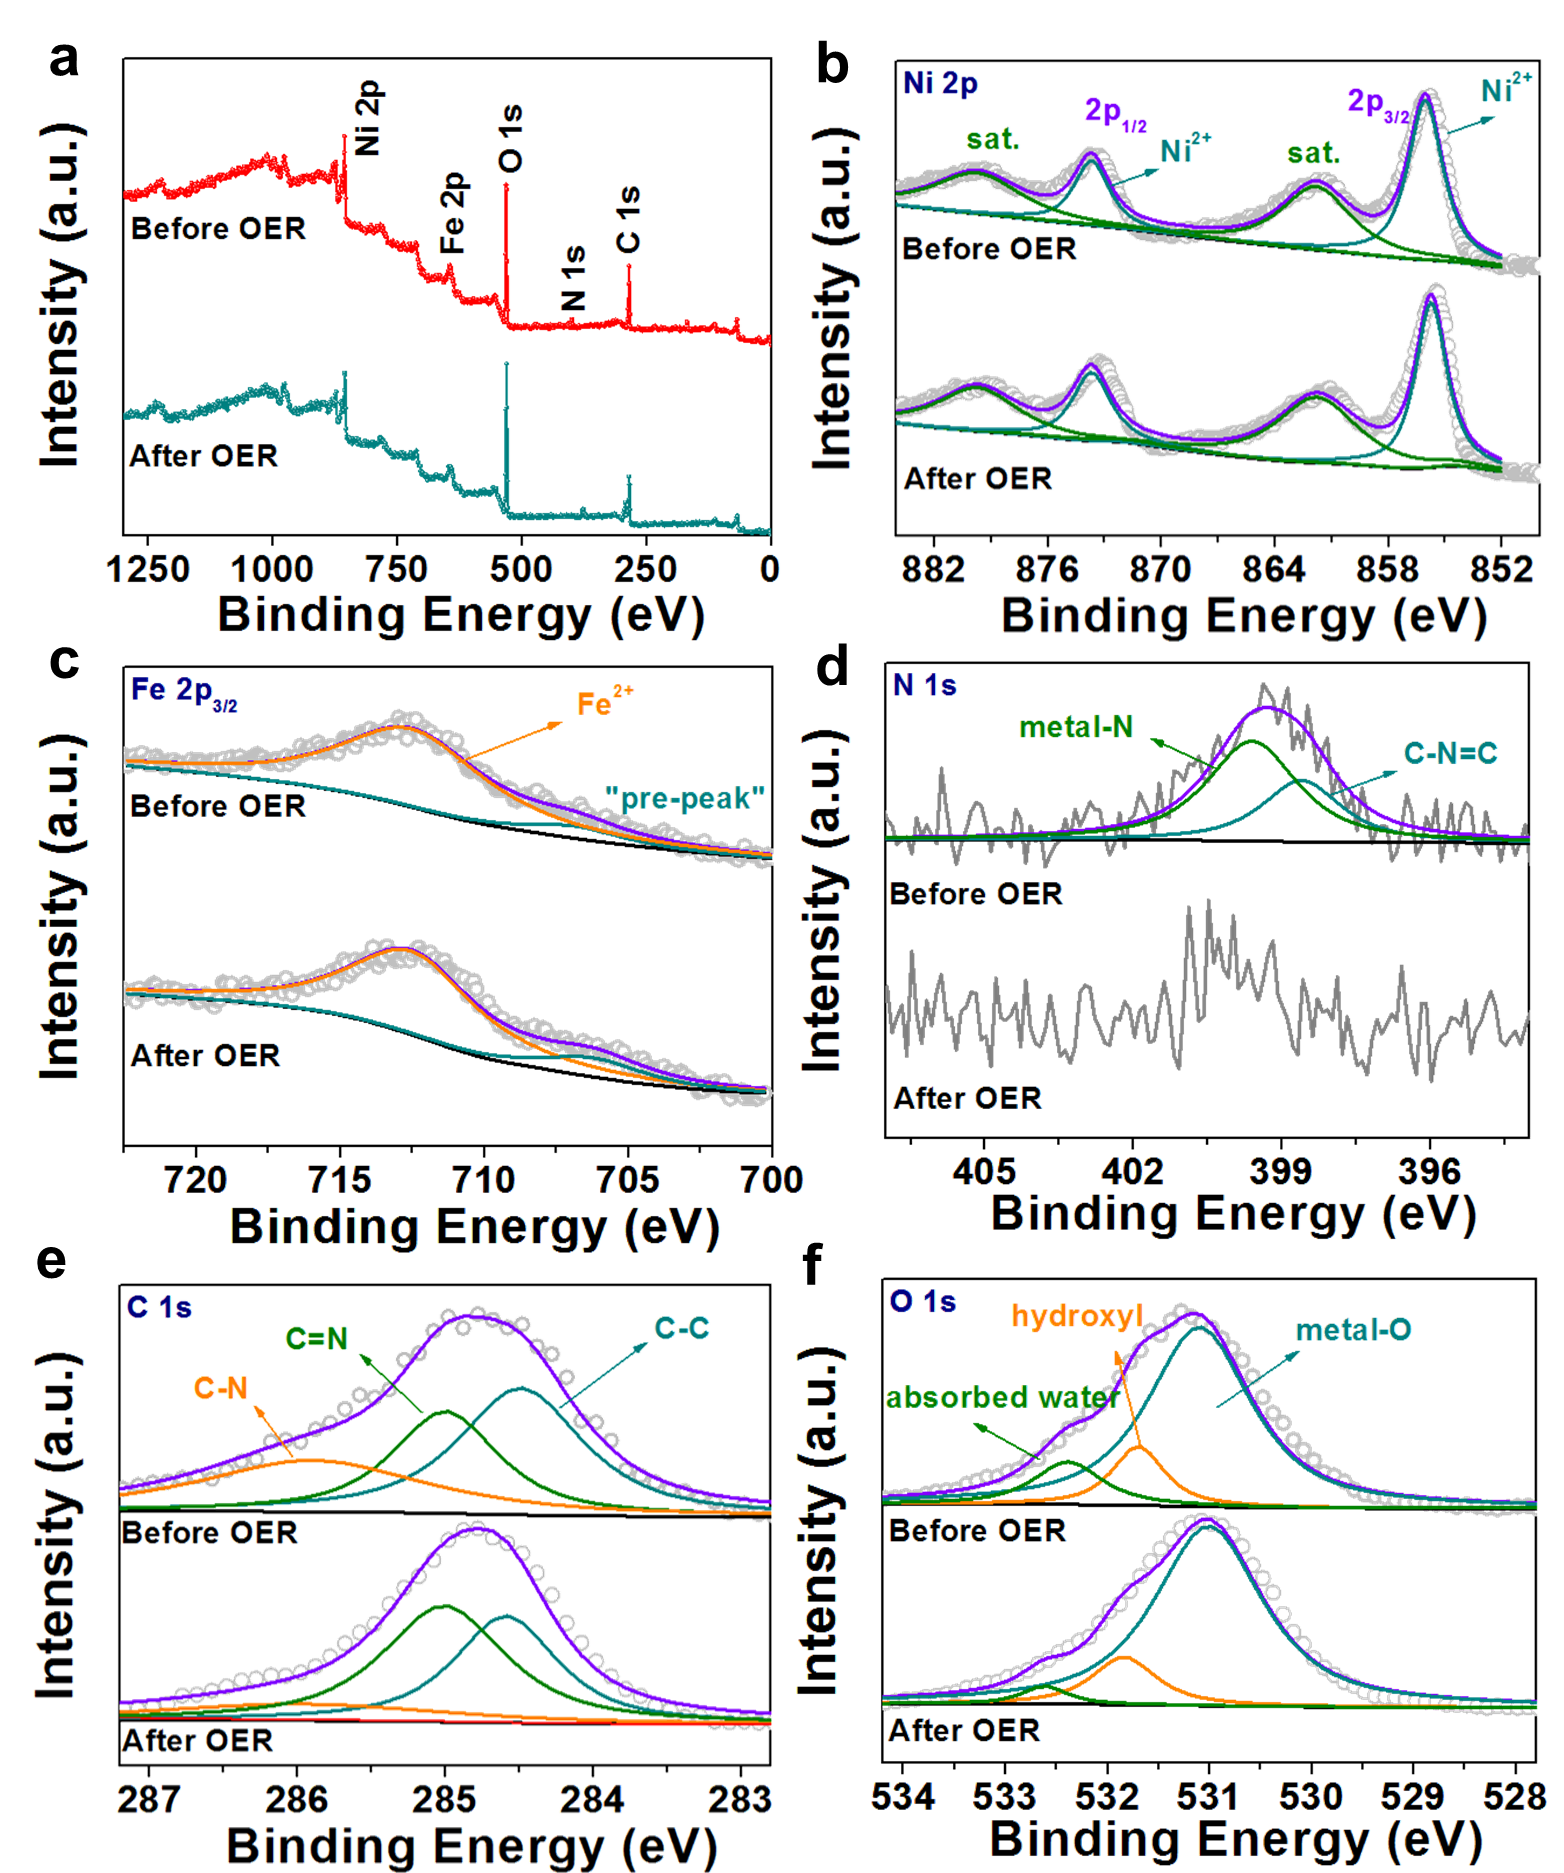 a
Intensity (a.u.)
Ni 2p
Fe 2p
O 1s
N 1s
C 1s
Before OER
After OER
1250 1000 750 500 250 0
Binding Energy (eV)
b
Intensity (a.u.)
Ni 2p
sat.
2p1/2
Ni2+
sat.
2p3/2
Ni2+
Before OER
After OER
882 876 870 864 858 852
Binding Energy (eV)
c
Intensity (a.u.)
Fe 2p3/2
Fe2+
"pre-peak"
Before OER
After OER
720 715 710 705 700
Binding Energy (eV)
d
Intensity (a.u.)
N 1s
metal-N
C-N=C
Before OER
After OER
405 402 399 396
Binding Energy (eV)
e
Intensity (a.u.)
C 1s
C=N
C-C
C-N
Before OER
After OER
287 286 285 284 283
Binding Energy (eV)
f
Intensity (a.u.)
O 1s
hydroxyl
metal-O
absorbed water
Before OER
After OER
534 533 532 531 530 529 528
Binding Energy (eV)